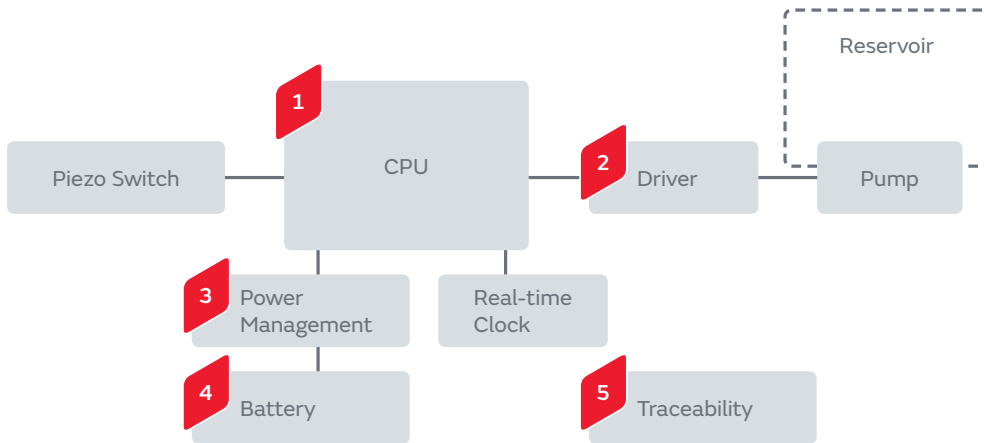 Reservoir
1
CPU
Piezo Switch
2
Driver
Pump
3
Power
Management
Real-time
Clock
4
Battery
5
Traceability